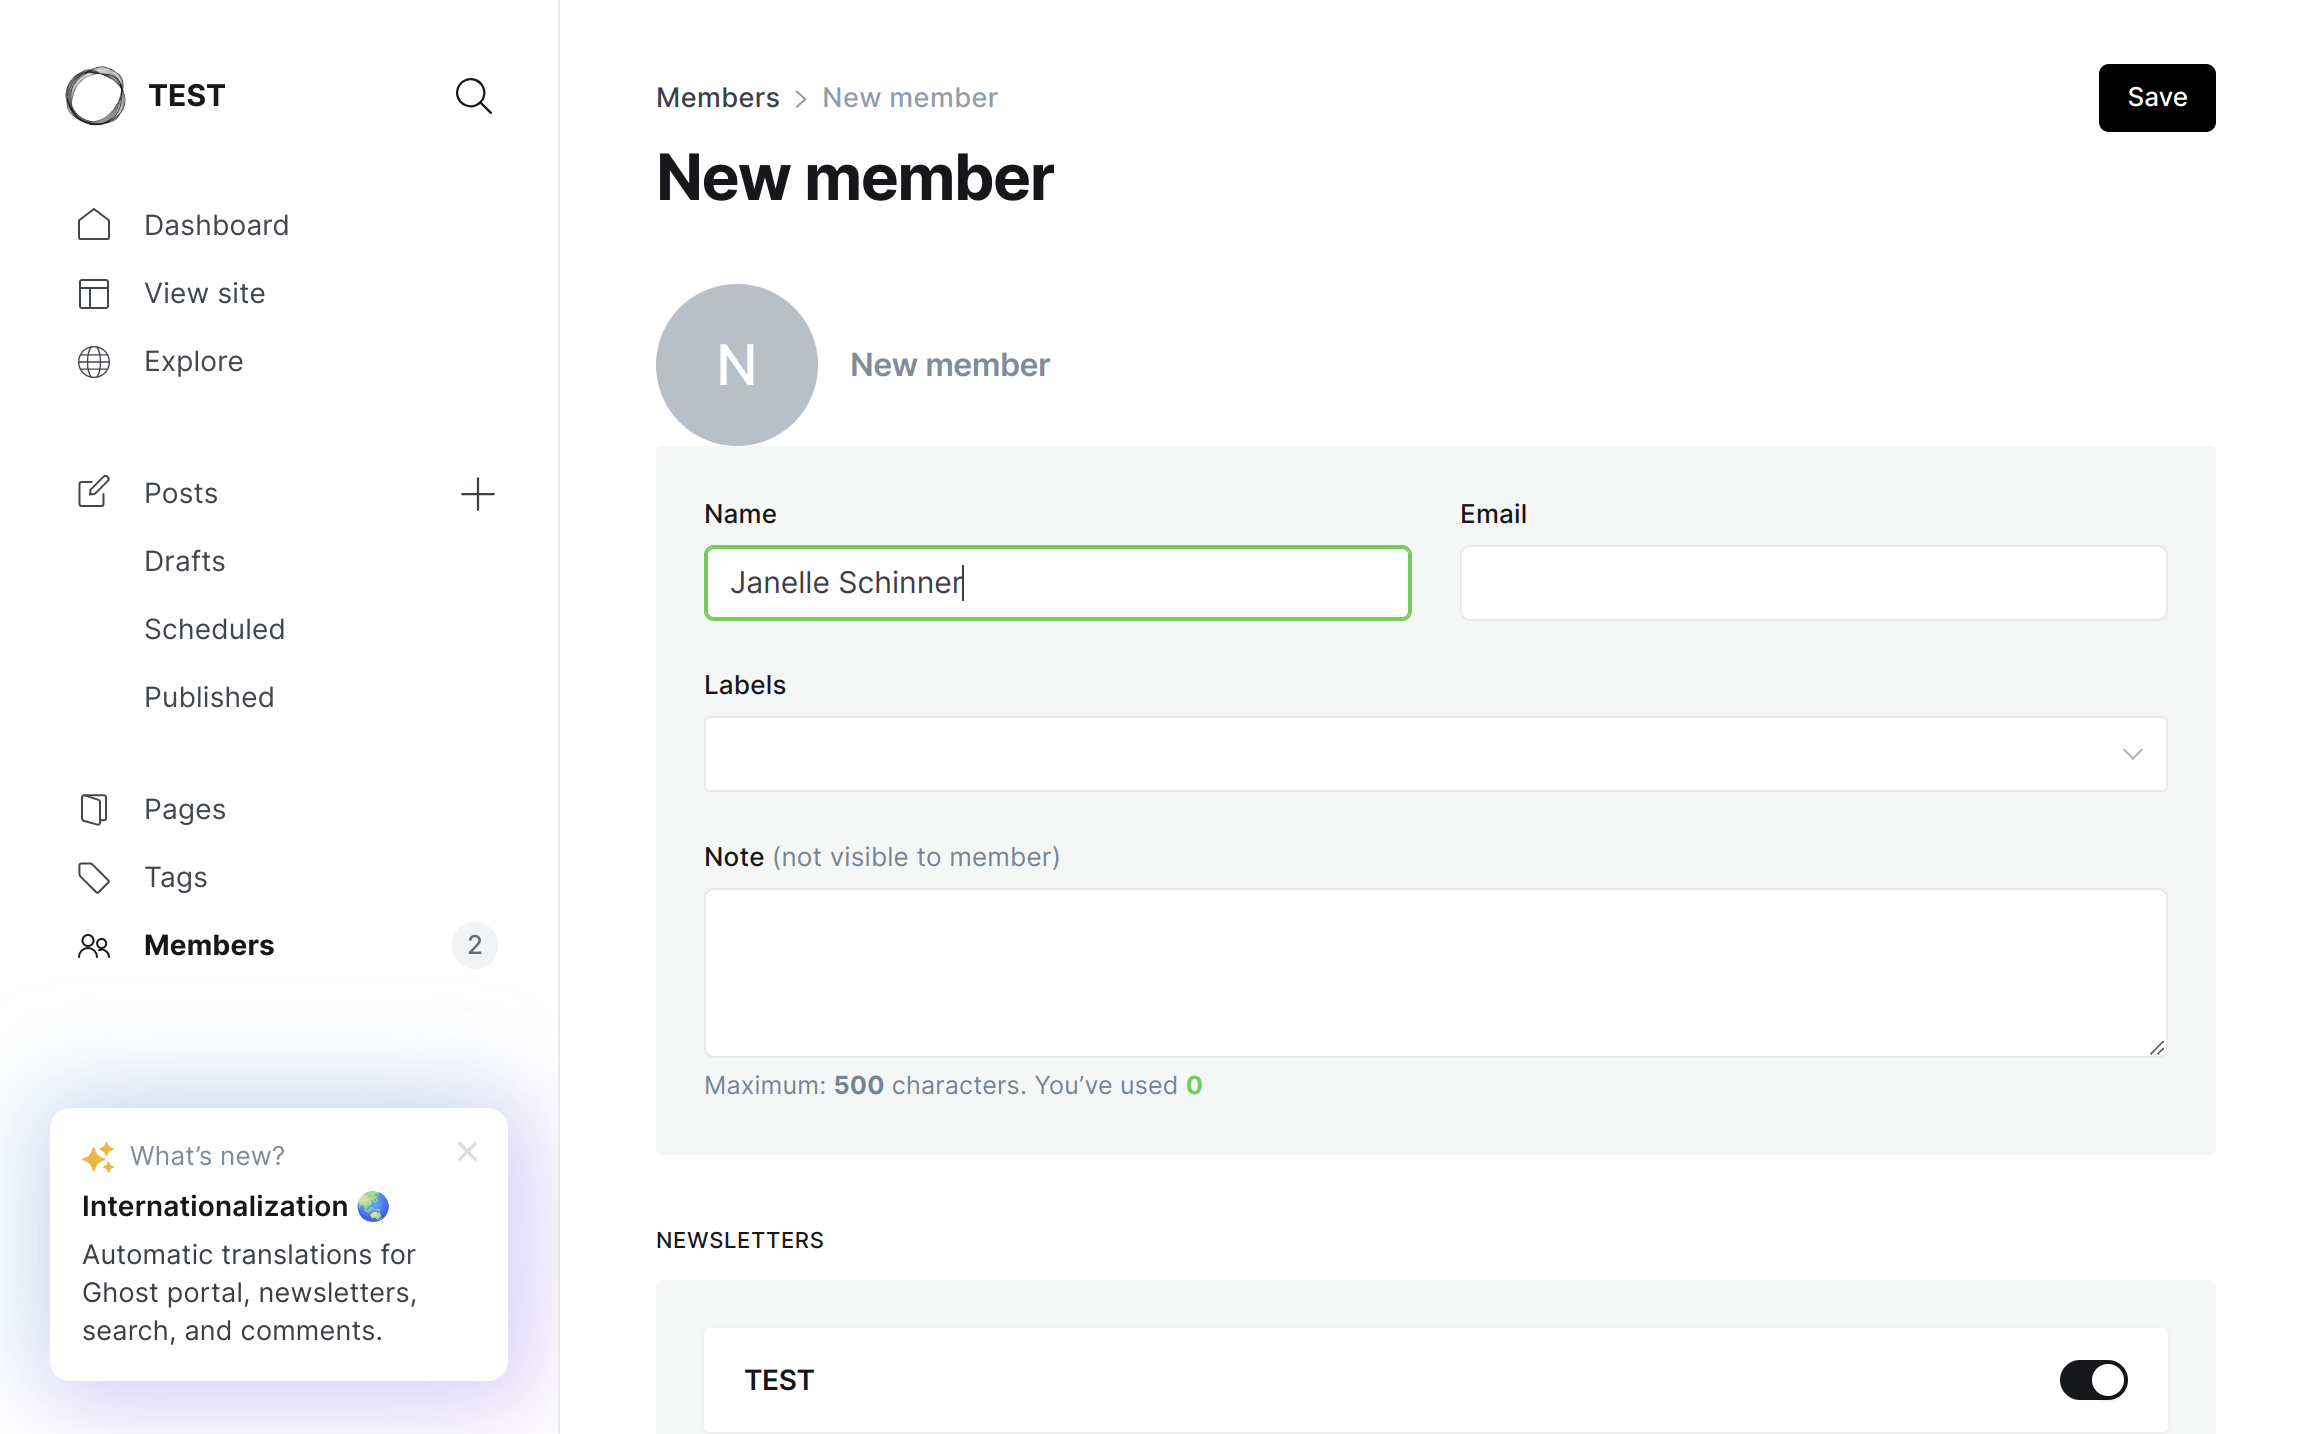 TEST
Dashboard
View site
Explore
Posts
Drafts
Scheduled
Published
Pages
Tags
Members
2
What’s new?
Internationalization 🌏
Automatic translations for
Ghost portal, newsletters,
search, and comments.
Members > New member
Save
New member
N
New member
Name
Email
Janelle Schinner
Labels
Note (not visible to member)
Maximum: 500 characters. You’ve used 0
NEWSLETTERS
TEST